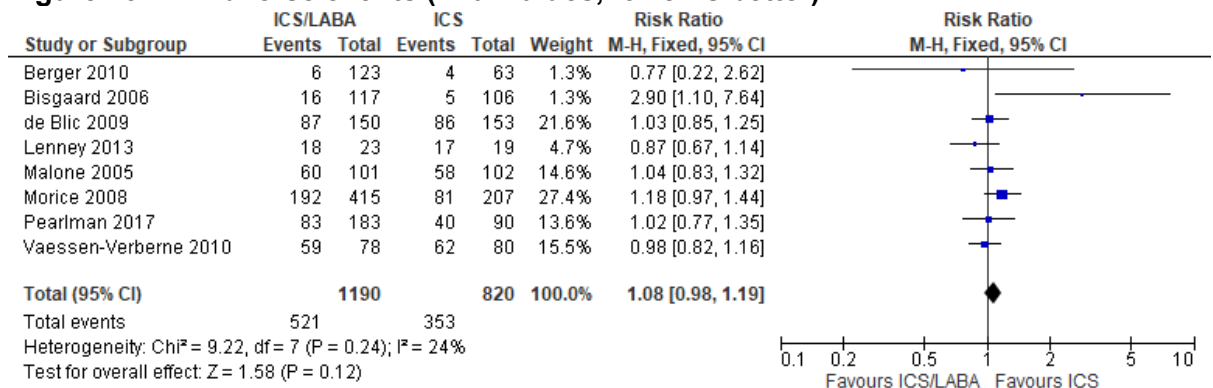 ICS/LABA ICS Risk Ratio Risk Ratio
Study or Subgroup Events Total Events Total Weight M-H, Fixed, 95% CI M-H, Fixed, 95% CI
Berger 2010 6 123 4 63 1.3% 0.77 [0.22, 2.62]
Bisgaard 2006 16 117 5 106 1.3% 2.90 [1.10, 7.64]
de Blic 2009 87 150 86 153 21.6% 1.03 [0.85, 1.25]
Lenney 2013 18 23 17 19 4.7% 0.87 [0.67, 1.14]
Malone 2005 60 101 58 102 14.6% 1.04 [0.83, 1.32]
Morice 2008 192 415 81 207 27.4% 1.18 [0.97, 1.44]
Pearlman 2017 83 183 40 90 13.6% 1.02 [0.77, 1.35]
Vaessen-Verberne 2010 59 78 62 80 15.5% 0.98 [0.82, 1.16]
Total (95% CI) 1190 820 100.0% 1.08 [0.98, 1.19]
Total events 521 353
Heterogeneity: Chi² = 9.22, df = 7 (P = 0.24); I² = 24%
Test for overall effect: Z = 1.58 (P = 0.12)
0.1 0.2 0.5 1 2 5 10
Favours ICS/LABA Favours ICS